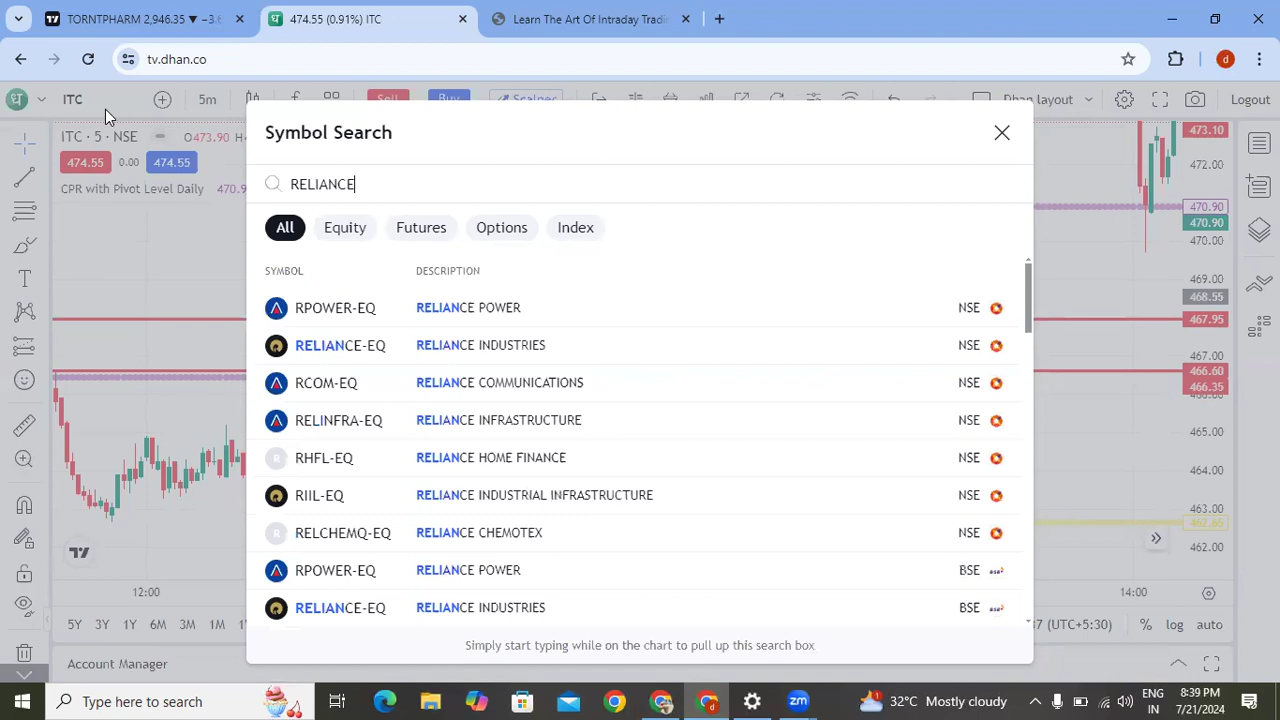 TORNTPHARM 2,946.35 ▼ −3.6
474.55 (0.91%) ITC
Learn The Art Of Intraday Tradin
tv.dhan.co
ITC
5m
Sell
Buy
Scalper
Dhan layout
Logout
Symbol Search
RELIANCE
All
Equity
Futures
Options
Index
SYMBOL DESCRIPTION
RPOWER-EQ RELIANCE POWER NSE
RELIANCE-EQ RELIANCE INDUSTRIES NSE
RCOM-EQ RELIANCE COMMUNICATIONS NSE
RELINFRA-EQ RELIANCE INFRASTRUCTURE NSE
RHFL-EQ RELIANCE HOME FINANCE NSE
RIIL-EQ RELIANCE INDUSTRIAL INFRASTRUCTURE NSE
RELCHEMQ-EQ RELIANCE CHEMOTEX NSE
RPOWER-EQ RELIANCE POWER BSE
RELIANCE-EQ RELIANCE INDUSTRIES BSE
Simply start typing while on the chart to pull up this search box
ITC · 5 · NSE O473.90 H
474.55 0.00 474.55
CPR with Pivot Level Daily 470.9
473.10
472.00
470.90
470.90
470.00
469.00
468.55
467.95
467.00
466.60
466.35
465.00
464.00
463.00
462.65
462.00
12:00
14:00
5Y 3Y 1Y 6M 3M 1M
37 (UTC+5:30) % log auto
Account Manager
Type here to search
32°C Mostly cloudy
ENG
IN
8:39 PM
7/21/2024